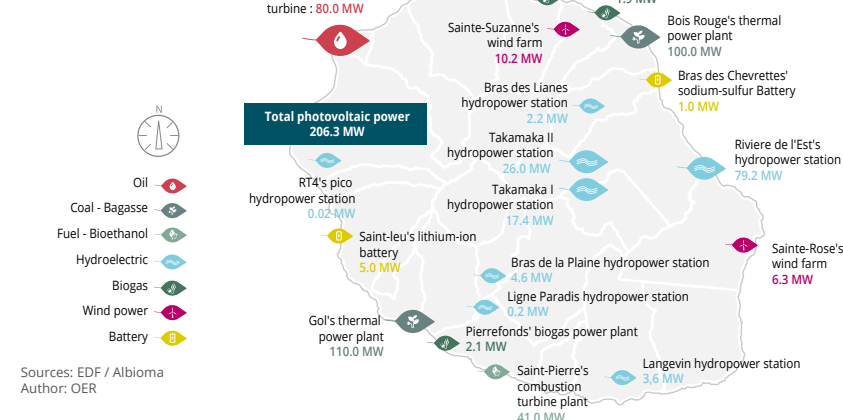 turbine : 80.0 MW
1.9 MW
Sainte-Suzanne's
wind farm
10.2 MW
Bois Rouge's thermal
power plant
100.0 MW
Bras des Chevrettes'
sodium-sulfur Battery
1.0 MW
Bras des Lianes
hydropower station
2.2 MW
Total photovoltaic power
206.3 MW
N
Takamaka II
hydropower station
26.0 MW
Riviere de l'Est's
hydropower station
79.2 MW
RT4's pico
hydropower station
0.02 MW
Takamaka I
hydropower station
17.4 MW
Oil
Coal - Bagasse
Fuel - Bioethanol
Hydroelectric
Biogas
Wind power
Battery
Saint-leu's lithium-ion
battery
5.0 MW
Sainte-Rose's
wind farm
6.3 MW
Bras de la Plaine hydropower station
4.6 MW
Ligne Paradis hydropower station
0.2 MW
Gol's thermal
power plant
110.0 MW
Pierrefonds' biogas power plant
2.1 MW
Saint-Pierre's
combustion
turbine plant
41.0 MW
Langevin hydropower station
3,6 MW
Sources: EDF / Albioma
Author: OER